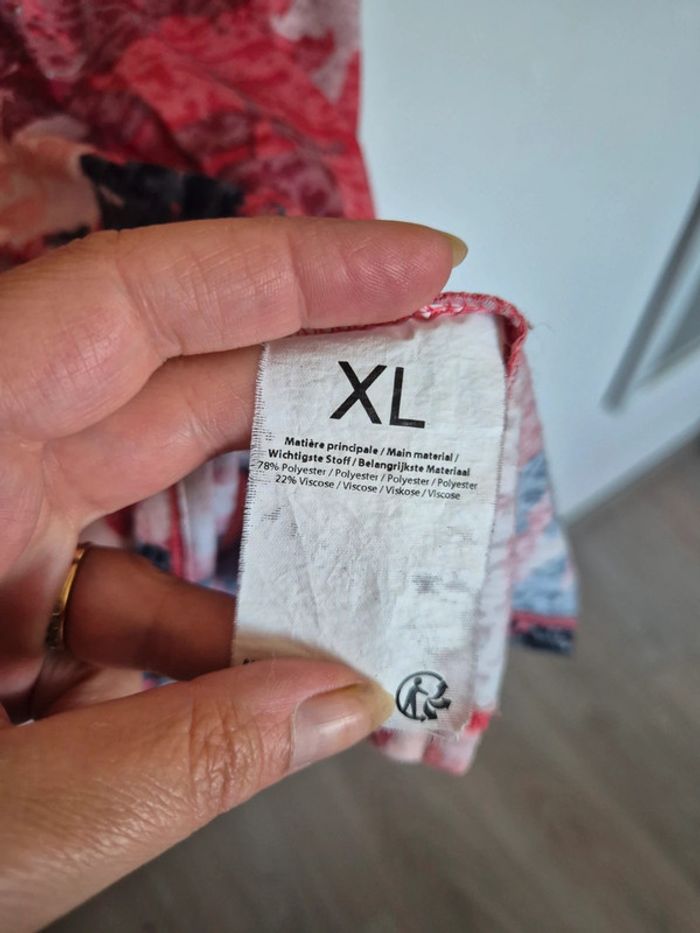 XL
Matière principale / Main material /
Wichtigste Stoff / Belangrijkste Materiaal
78% Polyester / Polyester / Polyester / Polyester
22% Viscose / Viscose / Viskose / Viscose